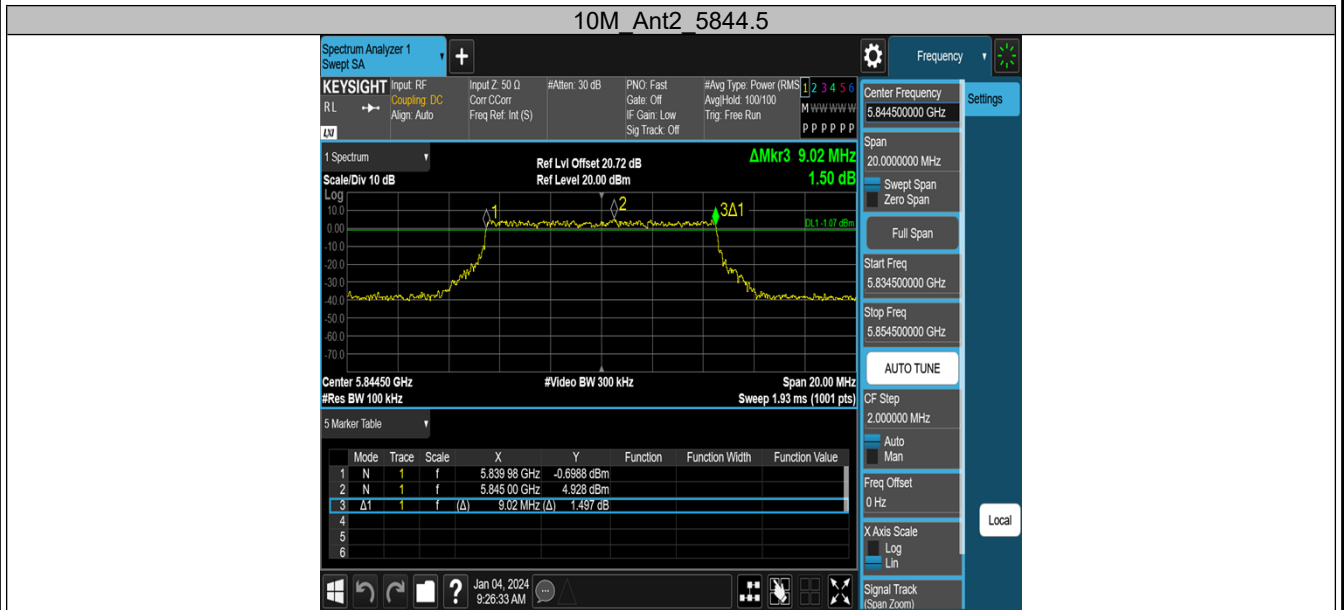 10M_Ant2_5844.5
Spectrum Analyzer 1
Swept SA
+
Frequency
KEYSIGHT
RL
LXI
Input: RF
Coupling: DC
Align: Auto
Input Z: 50 Ω
Corr CCorr
Freq Ref: Int (S)
#Atten: 30 dB
PNO: Fast
Gate: Off
IF Gain: Low
Sig Track: Off
#Avg Type: Power (RMS
Avg|Hold: 100/100
Trig: Free Run
1 2 3 4 5 6
M W W W W W
P P P P P P
1 Spectrum
Scale/Div 10 dB
Ref Lvl Offset 20.72 dB
Ref Level 20.00 dBm
ΔMkr3 9.02 MHz
1.50 dB
Log
10.0
0.00
-10.0
-20.0
-30.0
-40.0
-50.0
-60.0
-70.0
1
2
3Δ1
DL1 -1.07 dBm
Center 5.84450 GHz
#Res BW 100 kHz
#Video BW 300 kHz
Span 20.00 MHz
Sweep 1.93 ms (1001 pts)
5 Marker Table
Mode Trace Scale X Y Function Function Width Function Value
1 N 1 f 5.839 98 GHz -0.6988 dBm
2 N 1 f 5.845 00 GHz 4.928 dBm
3 Δ1 1 f (Δ) 9.02 MHz (Δ) 1.497 dB
4
5
6
?
Jan 04, 2024
9:26:33 AM
Center Frequency
5.844500000 GHz
Span
20.0000000 MHz
Swept Span
Zero Span
Full Span
Start Freq
5.834500000 GHz
Stop Freq
5.854500000 GHz
AUTO TUNE
CF Step
2.000000 MHz
Auto
Man
Freq Offset
0 Hz
X Axis Scale
Log
Lin
Signal Track
(Span Zoom)
Settings
Local